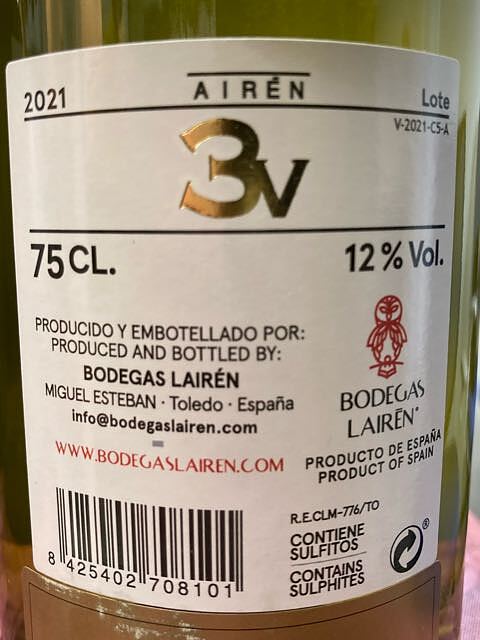 2021
AIRÉN
Lote
V-2021-C5-A
3V
75 CL.
12 % Vol.
PRODUCIDO Y EMBOTELLADO POR:
PRODUCED AND BOTTLED BY:
BODEGAS LAIRÉN
MIGUEL ESTEBAN · Toledo · España
info@bodegaslairen.com
WWW.BODEGASLAIREN.COM
BODEGAS
LAIRĒN®
PRODUCTO DE ESPAÑA
PRODUCT OF SPAIN
R.E.CLM-776/TO
CONTIENE
SULFITOS
CONTAINS
SULPHITES
®
8 425402 708101